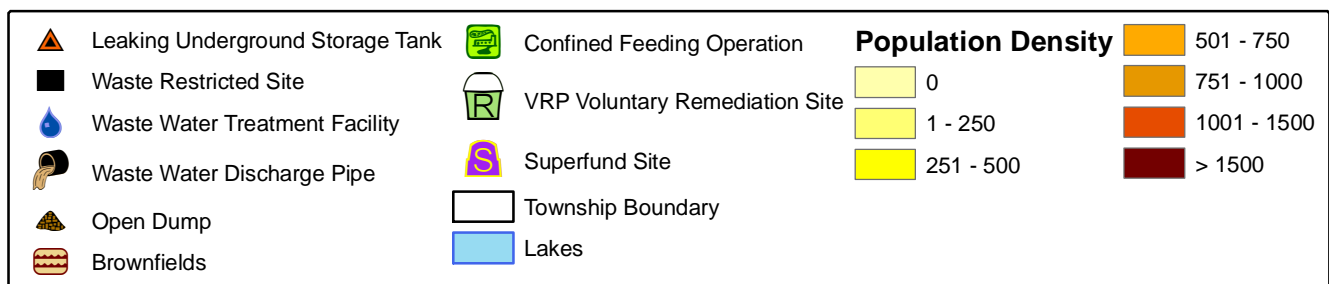 Leaking Underground Storage Tank
Waste Restricted Site
Waste Water Treatment Facility
Waste Water Discharge Pipe
Open Dump
Brownfields
Confined Feeding Operation
R
VRP Voluntary Remediation Site
S
Superfund Site
Township Boundary
Lakes
Population Density
0
1 - 250
251 - 500
501 - 750
751 - 1000
1001 - 1500
> 1500